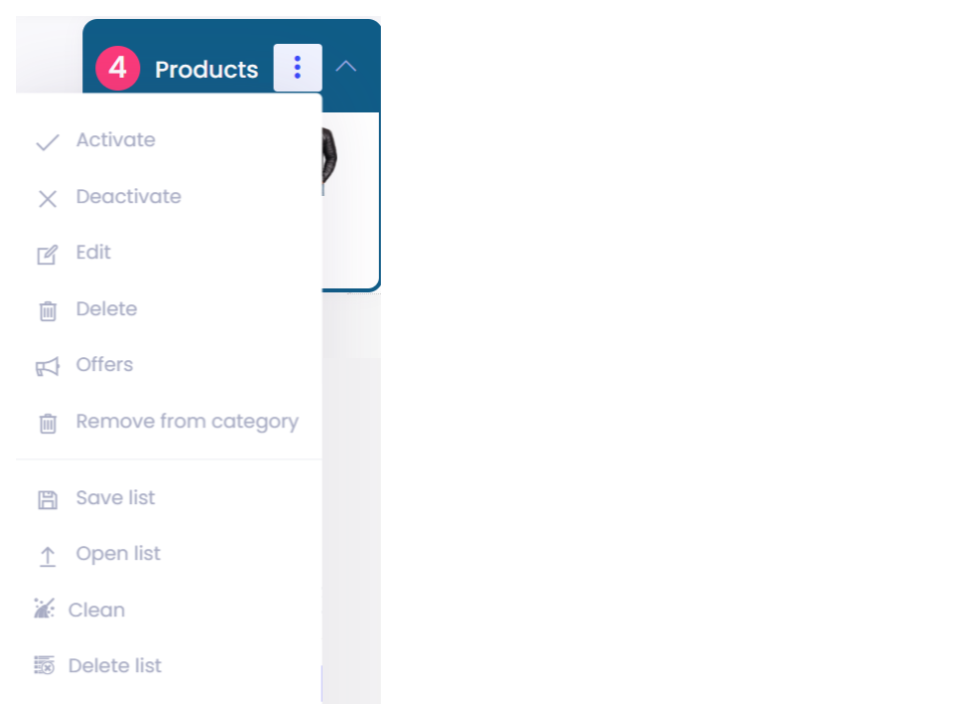 4 Products
Activate
Deactivate
Edit
Delete
Offers
Remove from category
Save list
Open list
Clean
Delete list